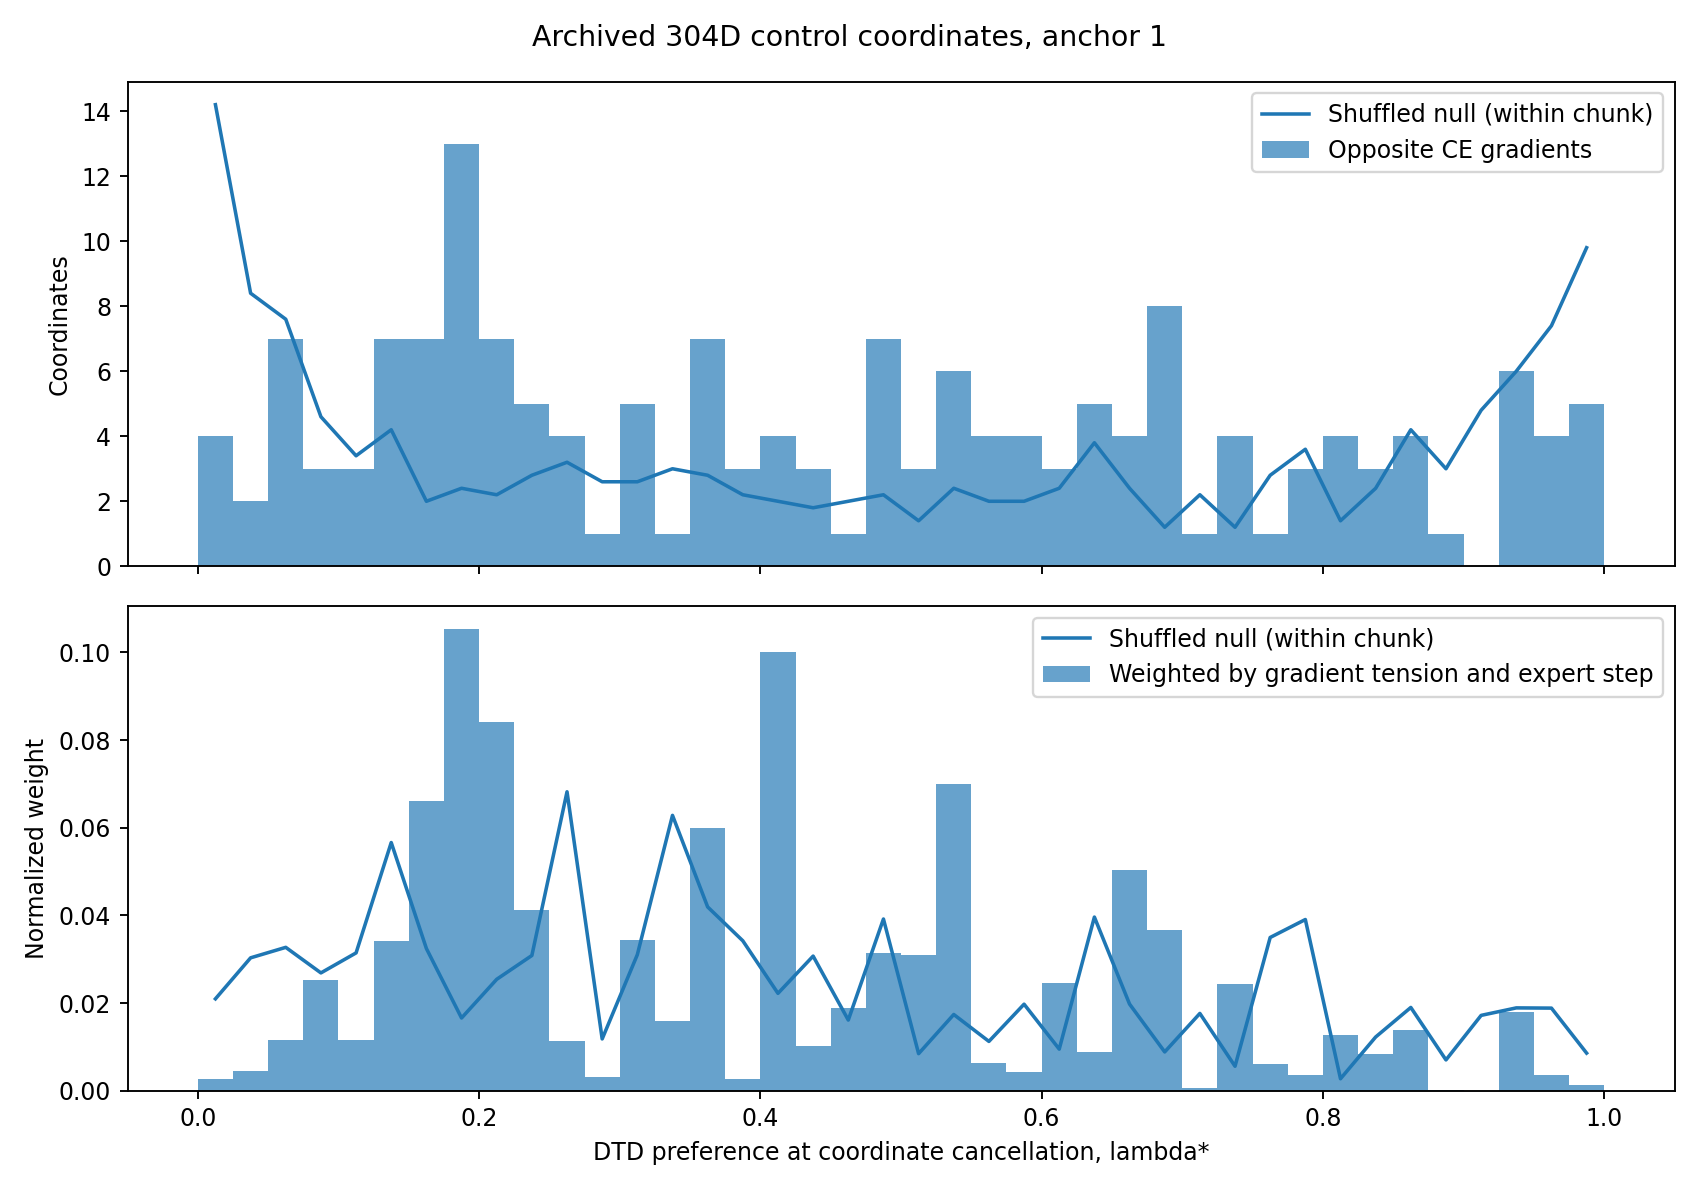 Archived 304D control coordinates, anchor 1
Coordinates
14
12
10
8
6
4
2
0
Shuffled null (within chunk)
Opposite CE gradients
Normalized weight
0.10
0.08
0.06
0.04
0.02
0.00
Shuffled null (within chunk)
Weighted by gradient tension and expert step
0.0 0.2 0.4 0.6 0.8 1.0
DTD preference at coordinate cancellation, lambda*